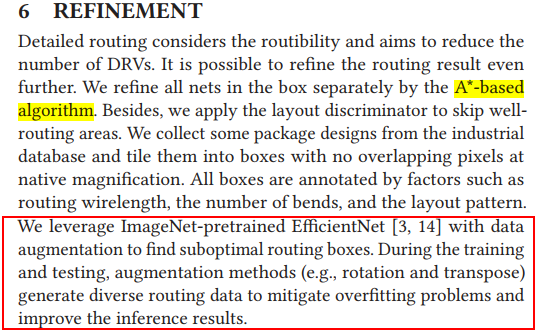 6 REFINEMENT
Detailed routing considers the routibility and aims to reduce the
number of DRVs. It is possible to refine the routing result even
further. We refine all nets in the box separately by the A*-based
algorithm. Besides, we apply the layout discriminator to skip well-
routing areas. We collect some package designs from the industrial
database and tile them into boxes with no overlapping pixels at
native magnification. All boxes are annotated by factors such as
routing wirelength, the number of bends, and the layout pattern.
We leverage ImageNet-pretrained EfficientNet [3, 14] with data
augmentation to find suboptimal routing boxes. During the training
and testing, augmentation methods (e.g., rotation and transpose)
generate diverse routing data to mitigate overfitting problems and
improve the inference results.